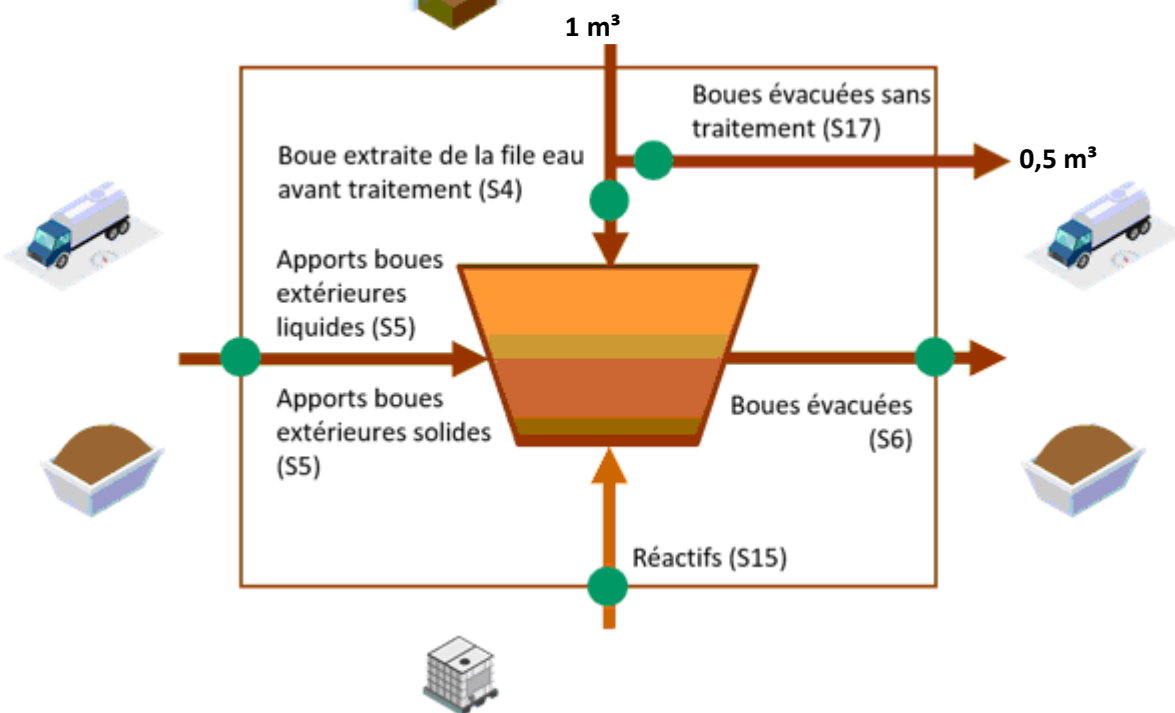 1 m³
Boues évacuées sans
traitement (S17)
0,5 m³
Boue extraite de la file eau
avant traitement (S4)
Apports boues
extérieures
liquides (S5)
Apports boues
extérieures solides
(S5)
Boues évacuées
(S6)
Réactifs (S15)